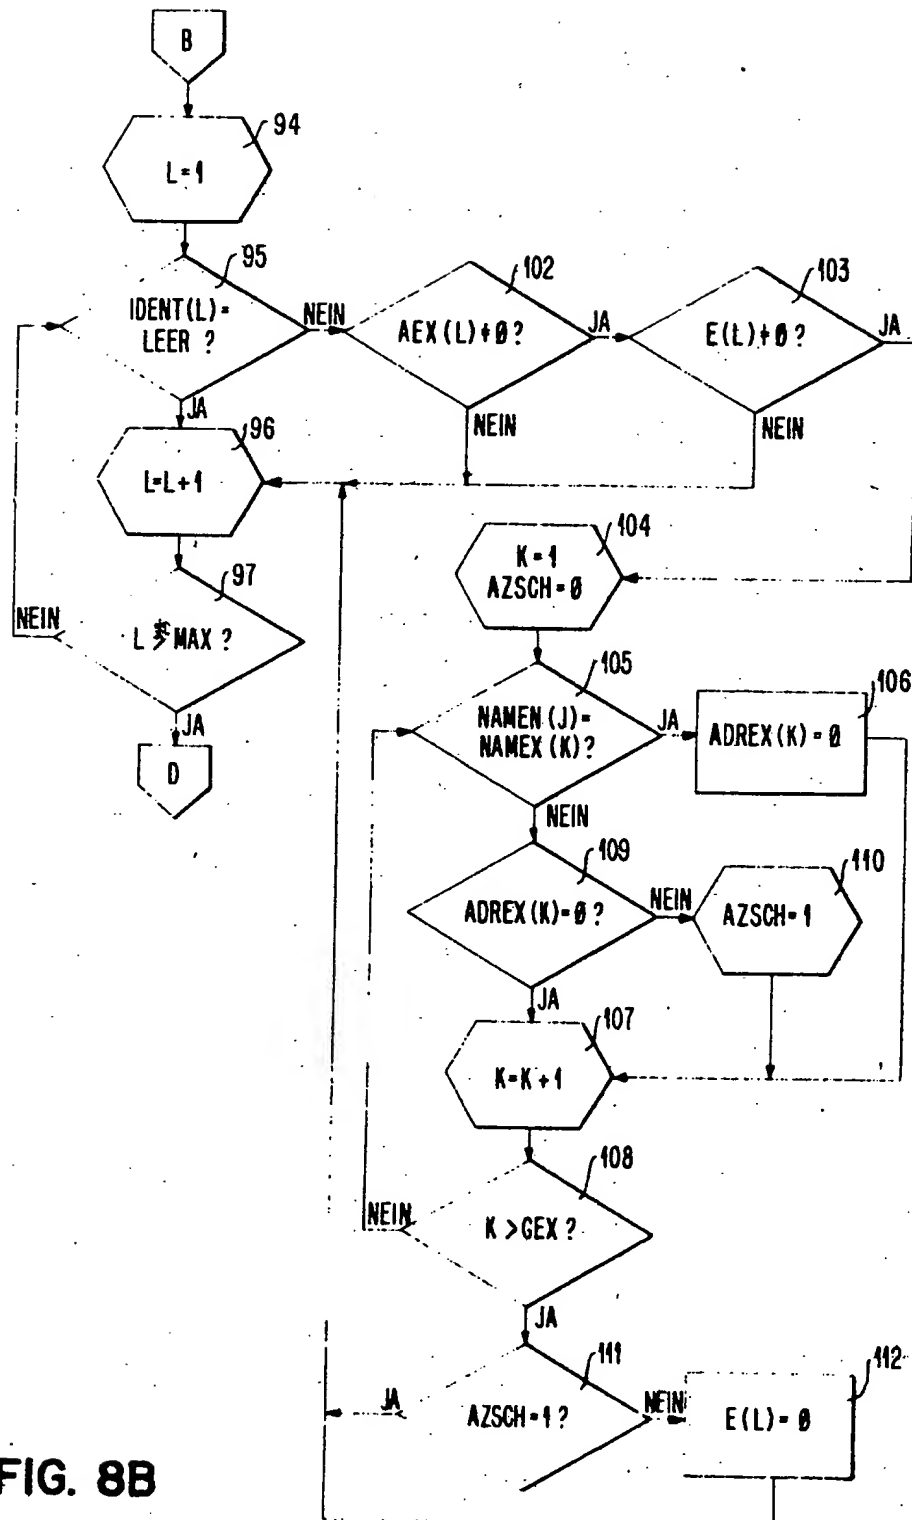 B
94
L=1
95
IDENT(L)=
LEER ?
NEIN
102
AEX(L)≠0?
JA
103
E(L)≠0?
JA
JA
NEIN
NEIN
96
L=L+1
97
NEIN
MAX ?
JA
D
104
K=1
AZSCH=0
105
NAMEN(J)=
NAMEX(K)?
JA
106
ADREX(K)=0
NEIN
109
ADREX(K)=0?
NEIN
110
AZSCH=1
JA
107
K=K+1
108
NEIN
K>GEX?
JA
111
JA
AZSCH=1?
NEIN
112
E(L)=0
FIG. 8B